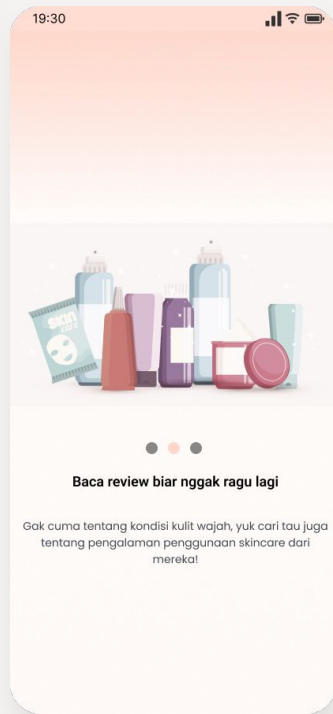 19:30
SKIN
CARE
Baca review biar nggak ragu lagi
Gak cuma tentang kondisi kulit wajah, yuk cari tau juga
tentang pengalaman penggunaan skincare dari
mereka!